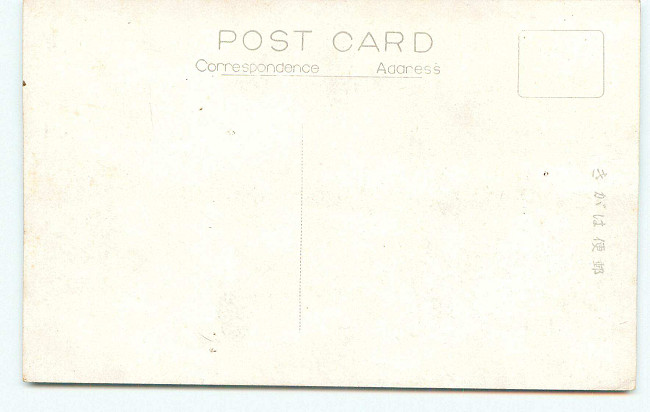 POST CARD
Correspondence Address
郵便はがき